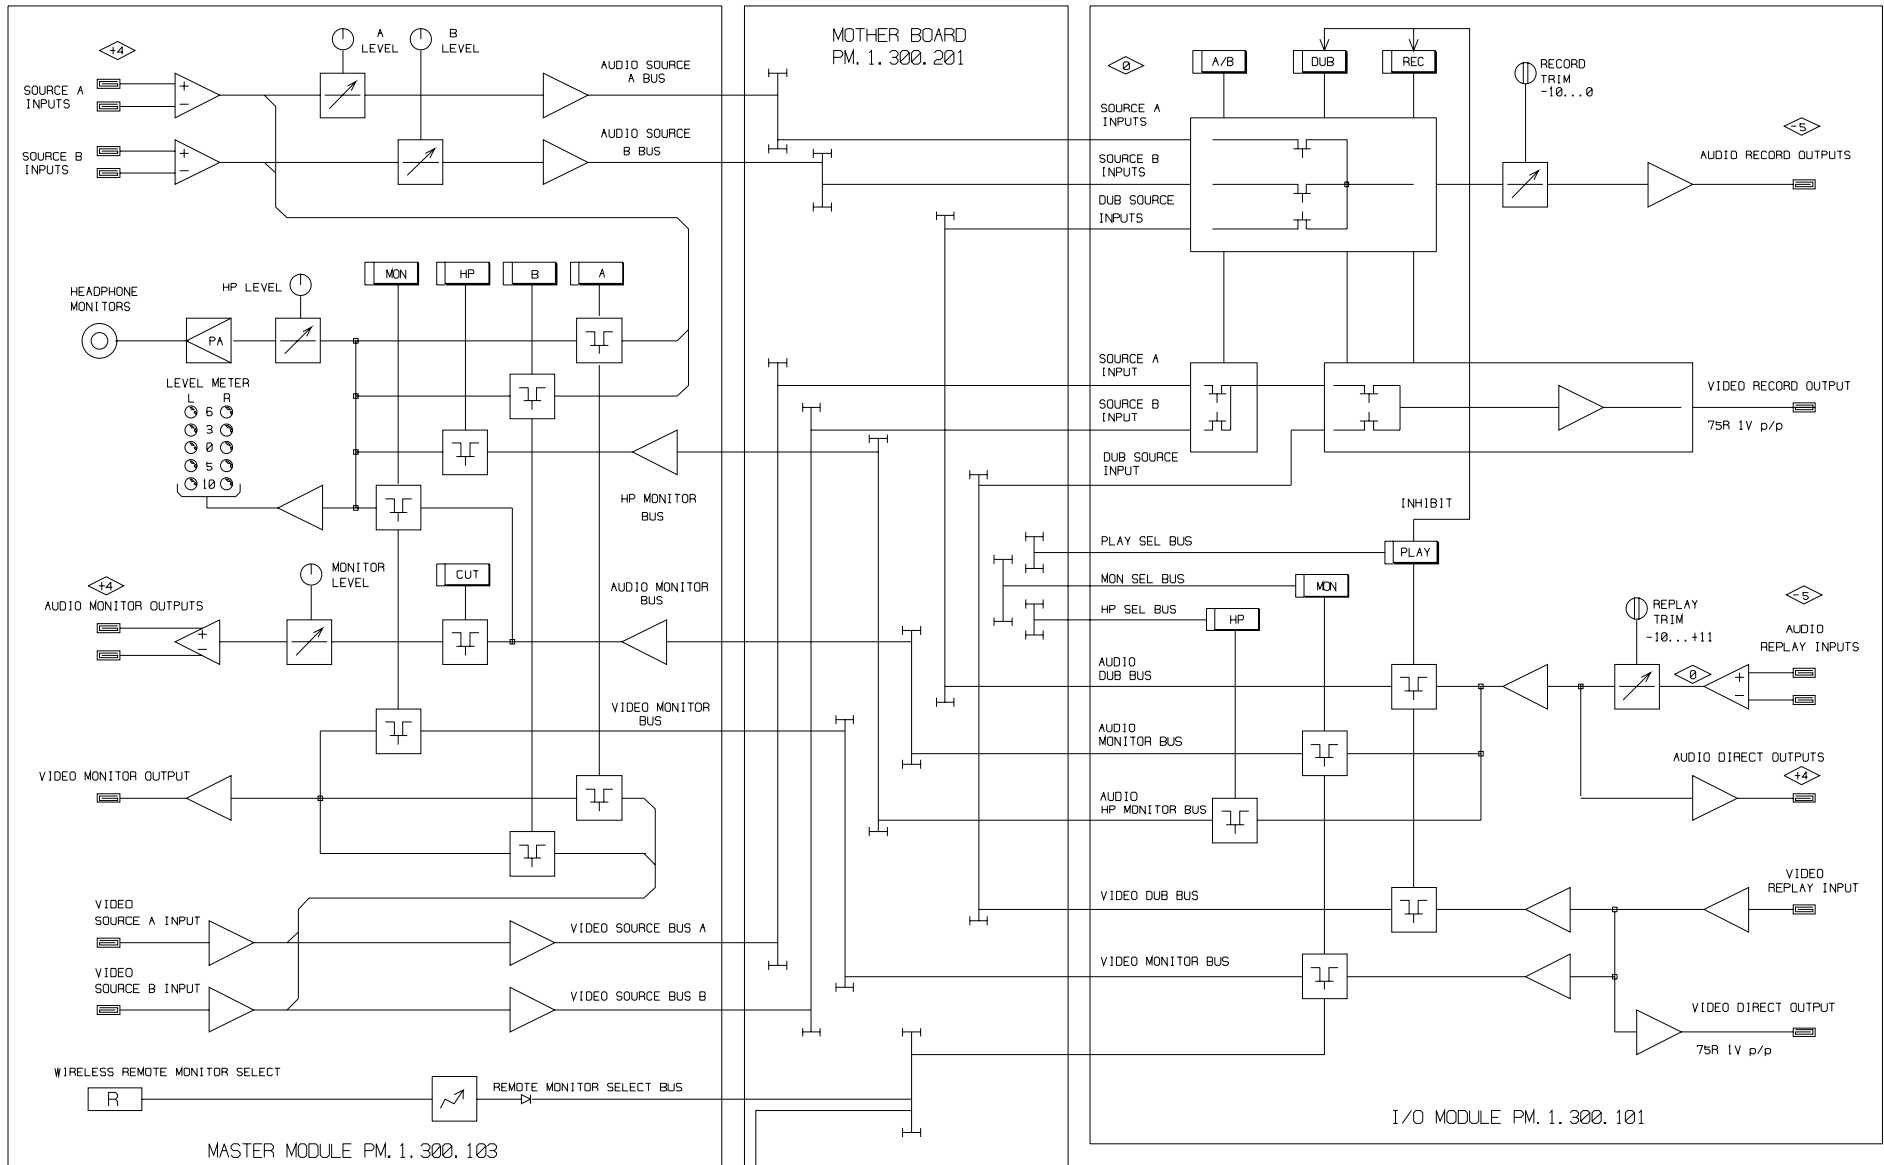 A
LEVEL
B
LEVEL
+4
SOURCE A
INPUTS
+
−
AUDIO SOURCE
A BUS
SOURCE B
INPUTS
+
−
AUDIO SOURCE
B BUS
HEADPHONE
MONITORS
HP LEVEL
MON
HP
B
A
PA
LEVEL METER
L R
6
3
0
5
10
HP MONITOR
BUS
MONITOR
LEVEL
CUT
AUDIO MONITOR
BUS
+4
AUDIO MONITOR OUTPUTS
+
−
VIDEO MONITOR
BUS
VIDEO MONITOR OUTPUT
VIDEO
SOURCE A INPUT
VIDEO SOURCE BUS A
VIDEO
SOURCE B INPUT
VIDEO SOURCE BUS B
WIRELESS REMOTE MONITOR SELECT
R
REMOTE MONITOR SELECT BUS
MASTER MODULE PM.1.300.103
MOTHER BOARD
PM.1.300.201
0
A/B
DUB
REC
RECORD
TRIM
-10...0
SOURCE A
INPUTS
SOURCE B
INPUTS
DUB SOURCE
INPUTS
-5
AUDIO RECORD OUTPUTS
SOURCE A
INPUT
SOURCE B
INPUT
DUB SOURCE
INPUT
VIDEO RECORD OUTPUT
75R 1V p/p
INHIBIT
PLAY SEL BUS
PLAY
MON SEL BUS
MON
HP SEL BUS
HP
REPLAY
TRIM
-10...+11
-5
AUDIO
REPLAY INPUTS
0
+
−
AUDIO
DUB BUS
AUDIO
MONITOR BUS
AUDIO
HP MONITOR BUS
AUDIO DIRECT OUTPUTS
+4
VIDEO
REPLAY INPUT
VIDEO DUB BUS
VIDEO MONITOR BUS
VIDEO DIRECT OUTPUT
75R 1V p/p
I/O MODULE PM.1.300.101